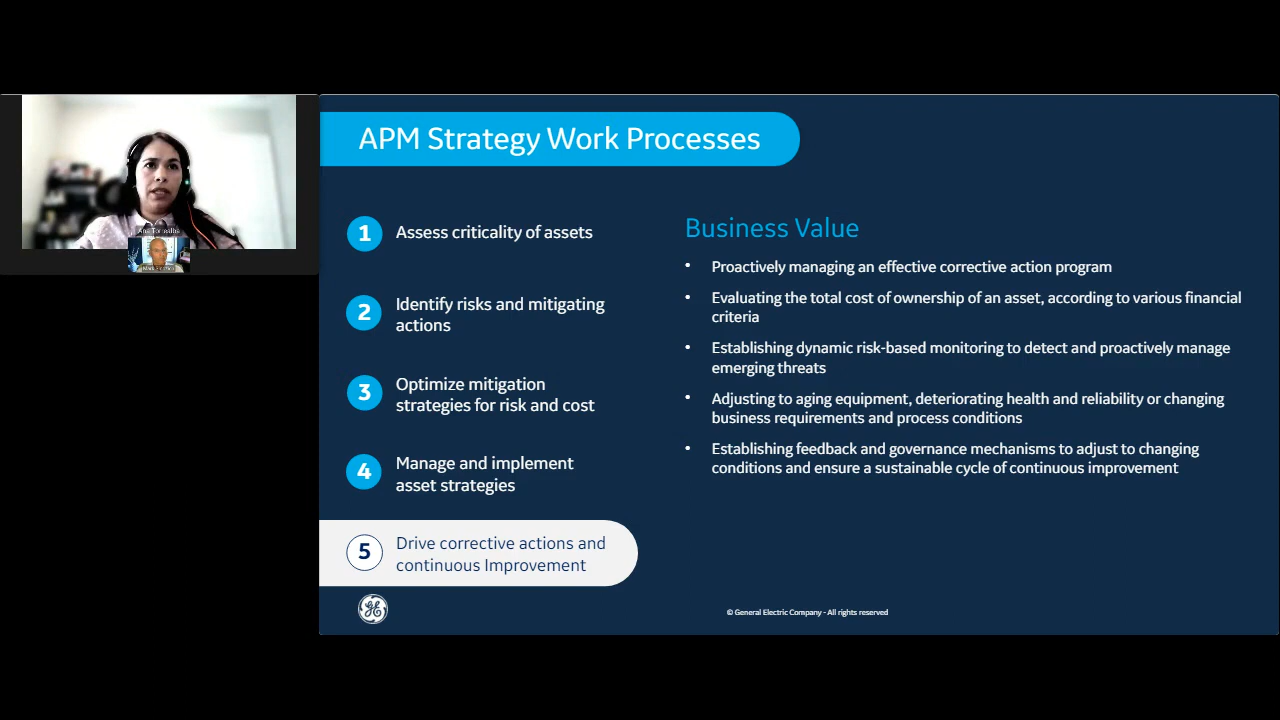 Ana Torrealba
APM Strategy Work Processes
1
Assess criticality of assets
2
Identify risks and mitigating
actions
3
Optimize mitigation
strategies for risk and cost
4
Manage and implement
asset strategies
5
Drive corrective actions and
continuous Improvement
Business Value
• Proactively managing an effective corrective action program
• Evaluating the total cost of ownership of an asset, according to various financial
criteria
• Establishing dynamic risk-based monitoring to detect and proactively manage
emerging threats
• Adjusting to aging equipment, deteriorating health and reliability or changing
business requirements and process conditions
• Establishing feedback and governance mechanisms to adjust to changing
conditions and ensure a sustainable cycle of continuous improvement
GE
© General Electric Company - All rights reserved